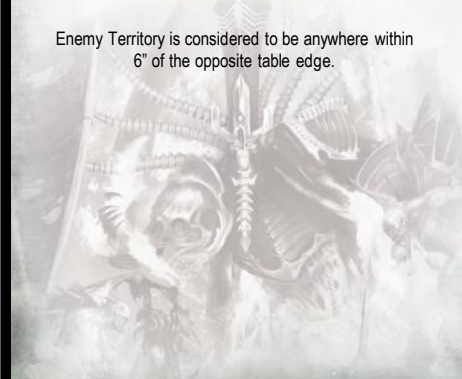 Enemy Territory is considered to be anywhere within
6” of the opposite table edge.